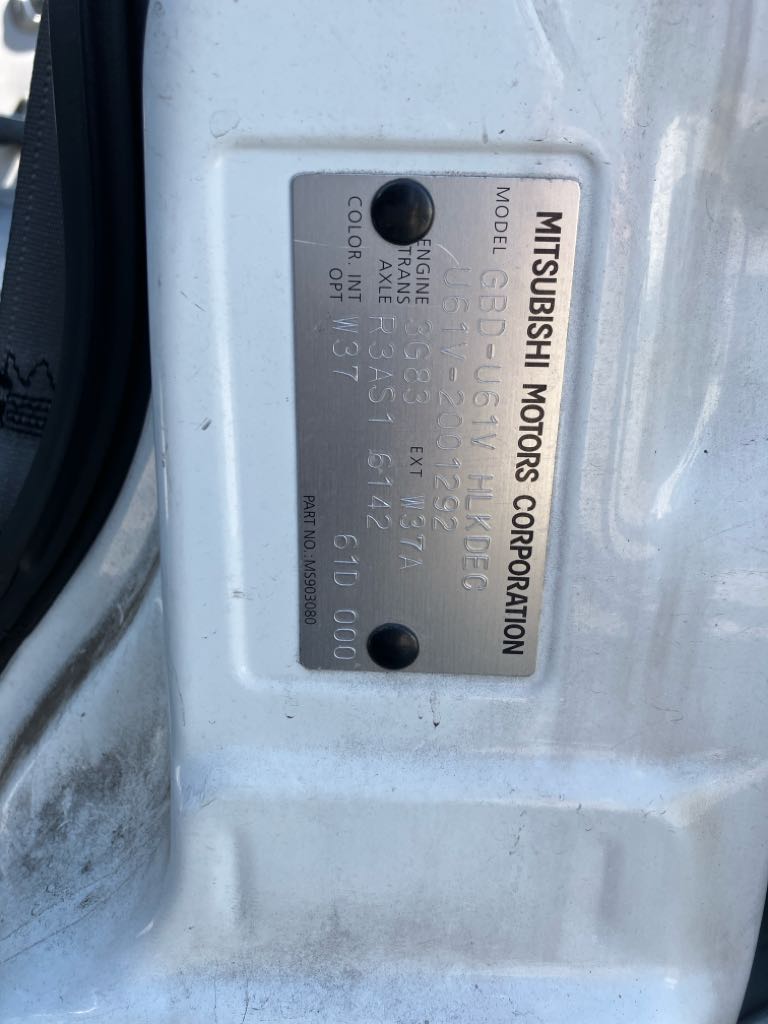 MITSUBISHI MOTORS CORPORATION
MODEL GBD-U61V HLKDEC
U61V-2001292
ENGINE 3G83 EXT W37A
TRANS AXLE R3AS1 6142
COLOR. INT OPT W37 61D 000
PART NO.: MS903080